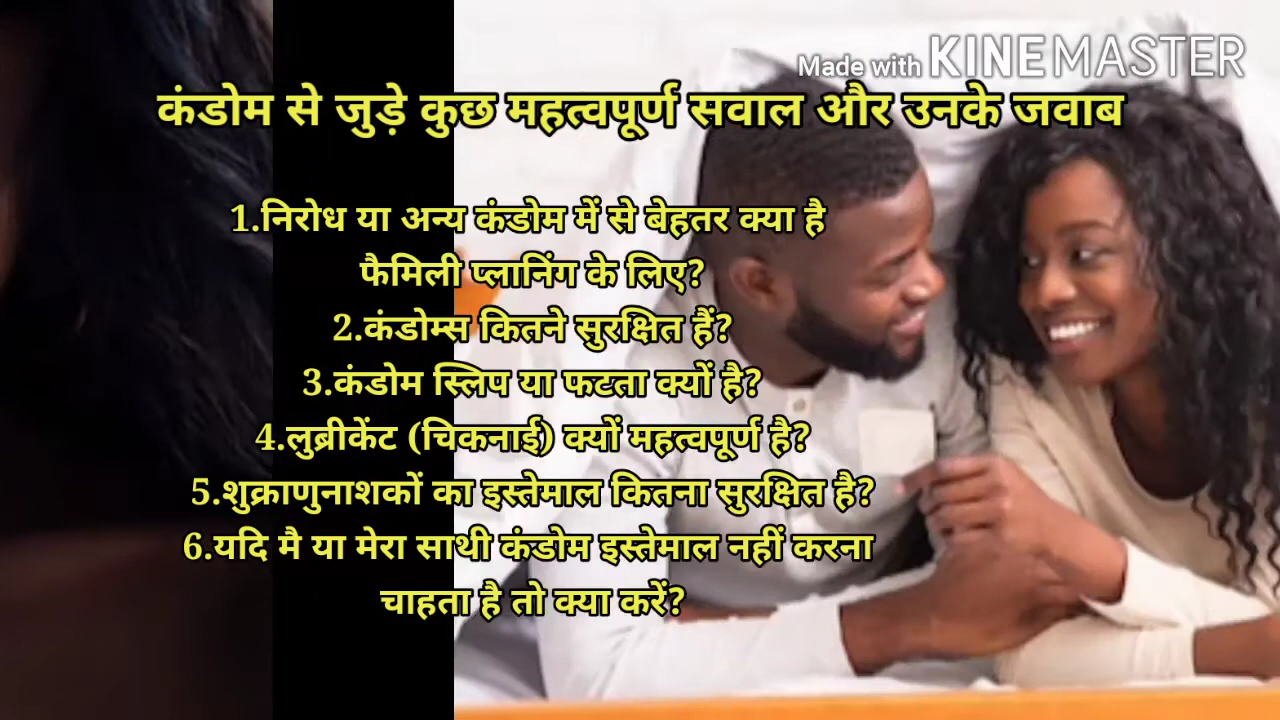 Made with KINEMASTER
कंडोम से जुड़े कुछ महत्वपूर्ण सवाल और उनके जवाब
1.निरोध या अन्य कंडोम में से बेहतर क्या है
फैमिली प्लानिंग के लिए?
2.कंडोम्स कितने सुरक्षित हैं?
3.कंडोम स्लिप या फटता क्यों है?
4.लुब्रीकेंट (चिकनाई) क्यों महत्वपूर्ण है?
5.शुक्राणुनाशकों का इस्तेमाल कितना सुरक्षित है?
6.यदि मै या मेरा साथी कंडोम इस्तेमाल नहीं करना
चाहता है तो क्या करें?